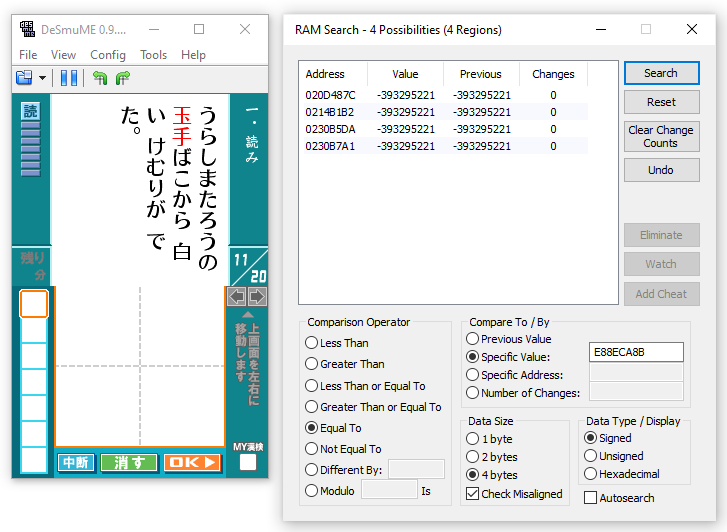 DeSmuME 0.9....
File View Config Tools Help
読
一・読み
うらしまたろうの
玉手ばこから 白
い けむりが で
た。
残り
分
11/20
上画面を左右に
移動します
MY漢検
中断
消す
OK
RAM Search - 4 Possibilities (4 Regions)
Address Value Previous Changes
020D487C -393295221 -393295221 0
0214B1B2 -393295221 -393295221 0
0230B5DA -393295221 -393295221 0
0230B7A1 -393295221 -393295221 0
Search
Reset
Clear Change
Counts
Undo
Eliminate
Watch
Add Cheat
Comparison Operator
Less Than
Greater Than
Less Than or Equal To
Greater Than or Equal To
Equal To
Not Equal To
Different By:
Modulo Is
Compare To / By
Previous Value
Specific Value: E88ECA8B
Specific Address:
Number of Changes:
Data Size
1 byte
2 bytes
4 bytes
Check Misaligned
Data Type / Display
Signed
Unsigned
Hexadecimal
Autosearch